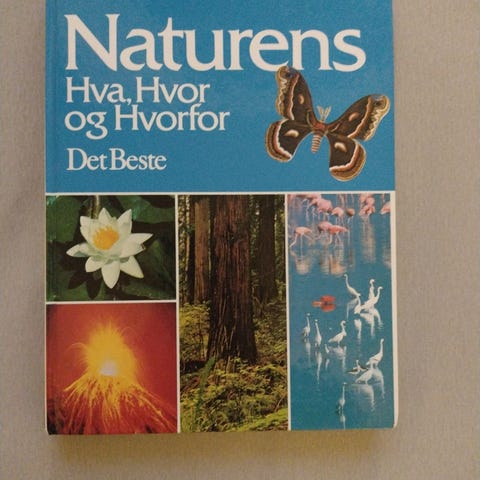 Naturens
Hva, Hvor
og Hvorfor
Det Beste